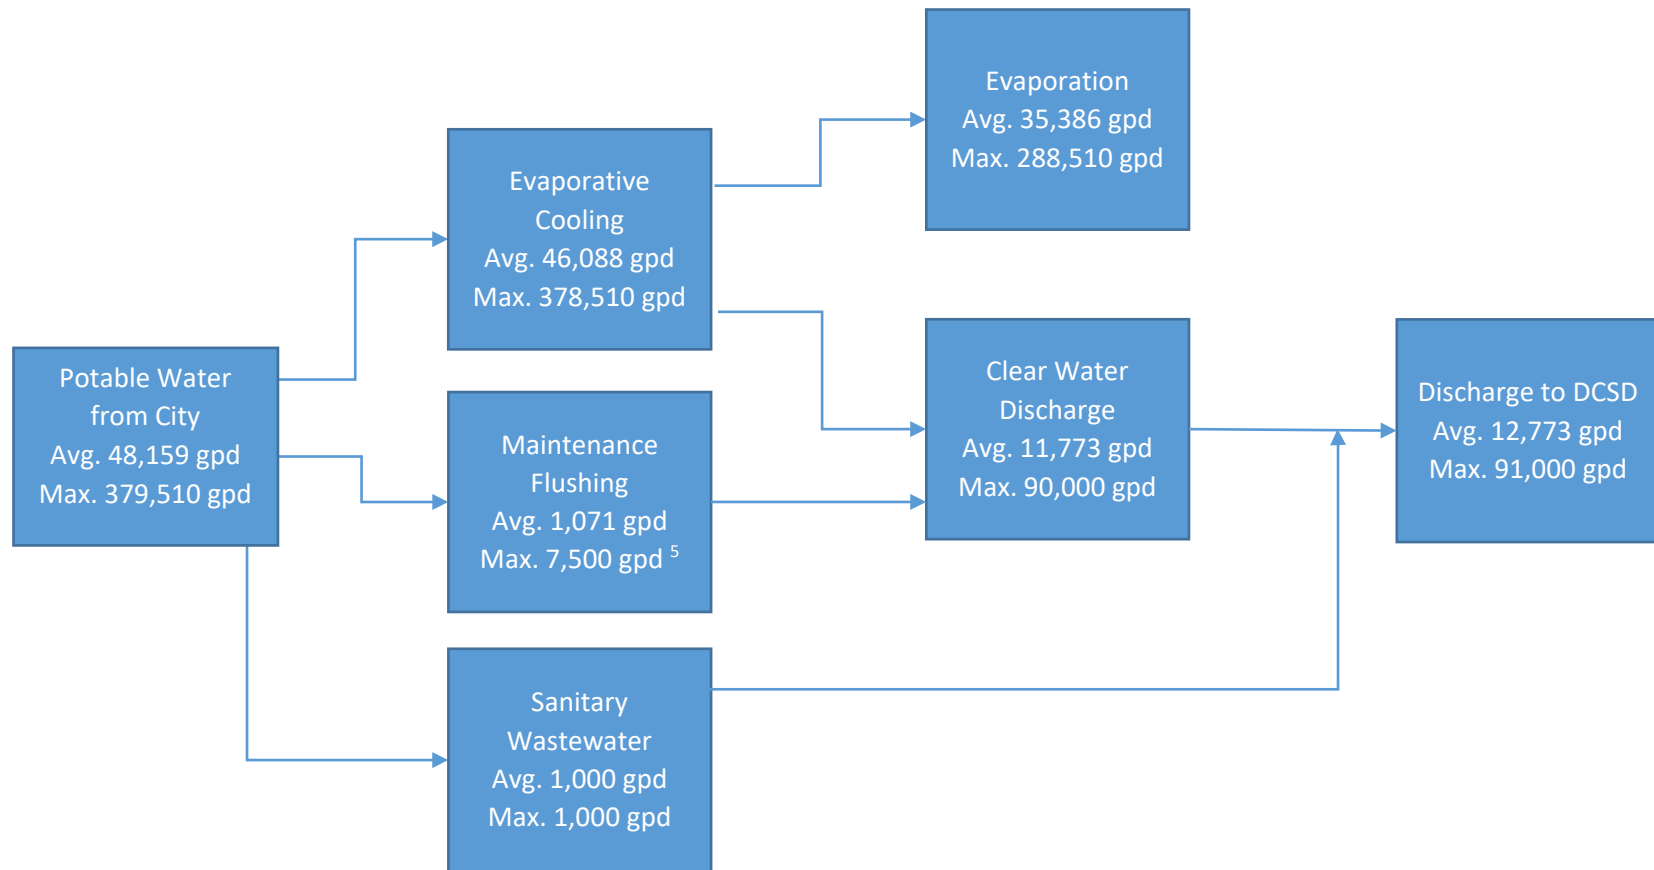 Potable Water
from City
Avg. 48,159 gpd
Max. 379,510 gpd
Evaporative
Cooling
Avg. 46,088 gpd
Max. 378,510 gpd
Maintenance
Flushing
Avg. 1,071 gpd
Max. 7,500 gpd ⁵
Sanitary
Wastewater
Avg. 1,000 gpd
Max. 1,000 gpd
Evaporation
Avg. 35,386 gpd
Max. 288,510 gpd
Clear Water
Discharge
Avg. 11,773 gpd
Max. 90,000 gpd
Discharge to DCSD
Avg. 12,773 gpd
Max. 91,000 gpd